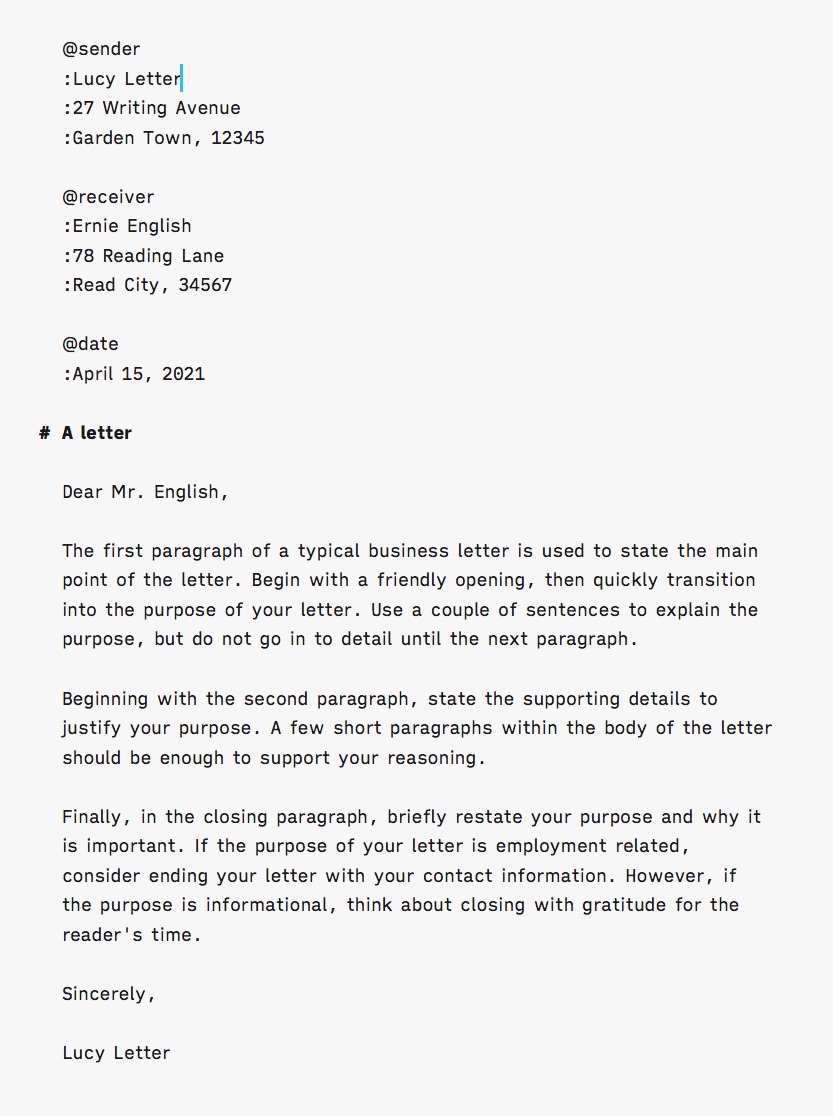 @sender
:Lucy Letter
:27 Writing Avenue
:Garden Town, 12345
@receiver
:Ernie English
:78 Reading Lane
:Read City, 34567
@date
:April 15, 2021
# A letter
Dear Mr. English,
The first paragraph of a typical business letter is used to state the main
point of the letter. Begin with a friendly opening, then quickly transition
into the purpose of your letter. Use a couple of sentences to explain the
purpose, but do not go in to detail until the next paragraph.
Beginning with the second paragraph, state the supporting details to
justify your purpose. A few short paragraphs within the body of the letter
should be enough to support your reasoning.
Finally, in the closing paragraph, briefly restate your purpose and why it
is important. If the purpose of your letter is employment related,
consider ending your letter with your contact information. However, if
the purpose is informational, think about closing with gratitude for the
reader's time.
Sincerely,
Lucy Letter